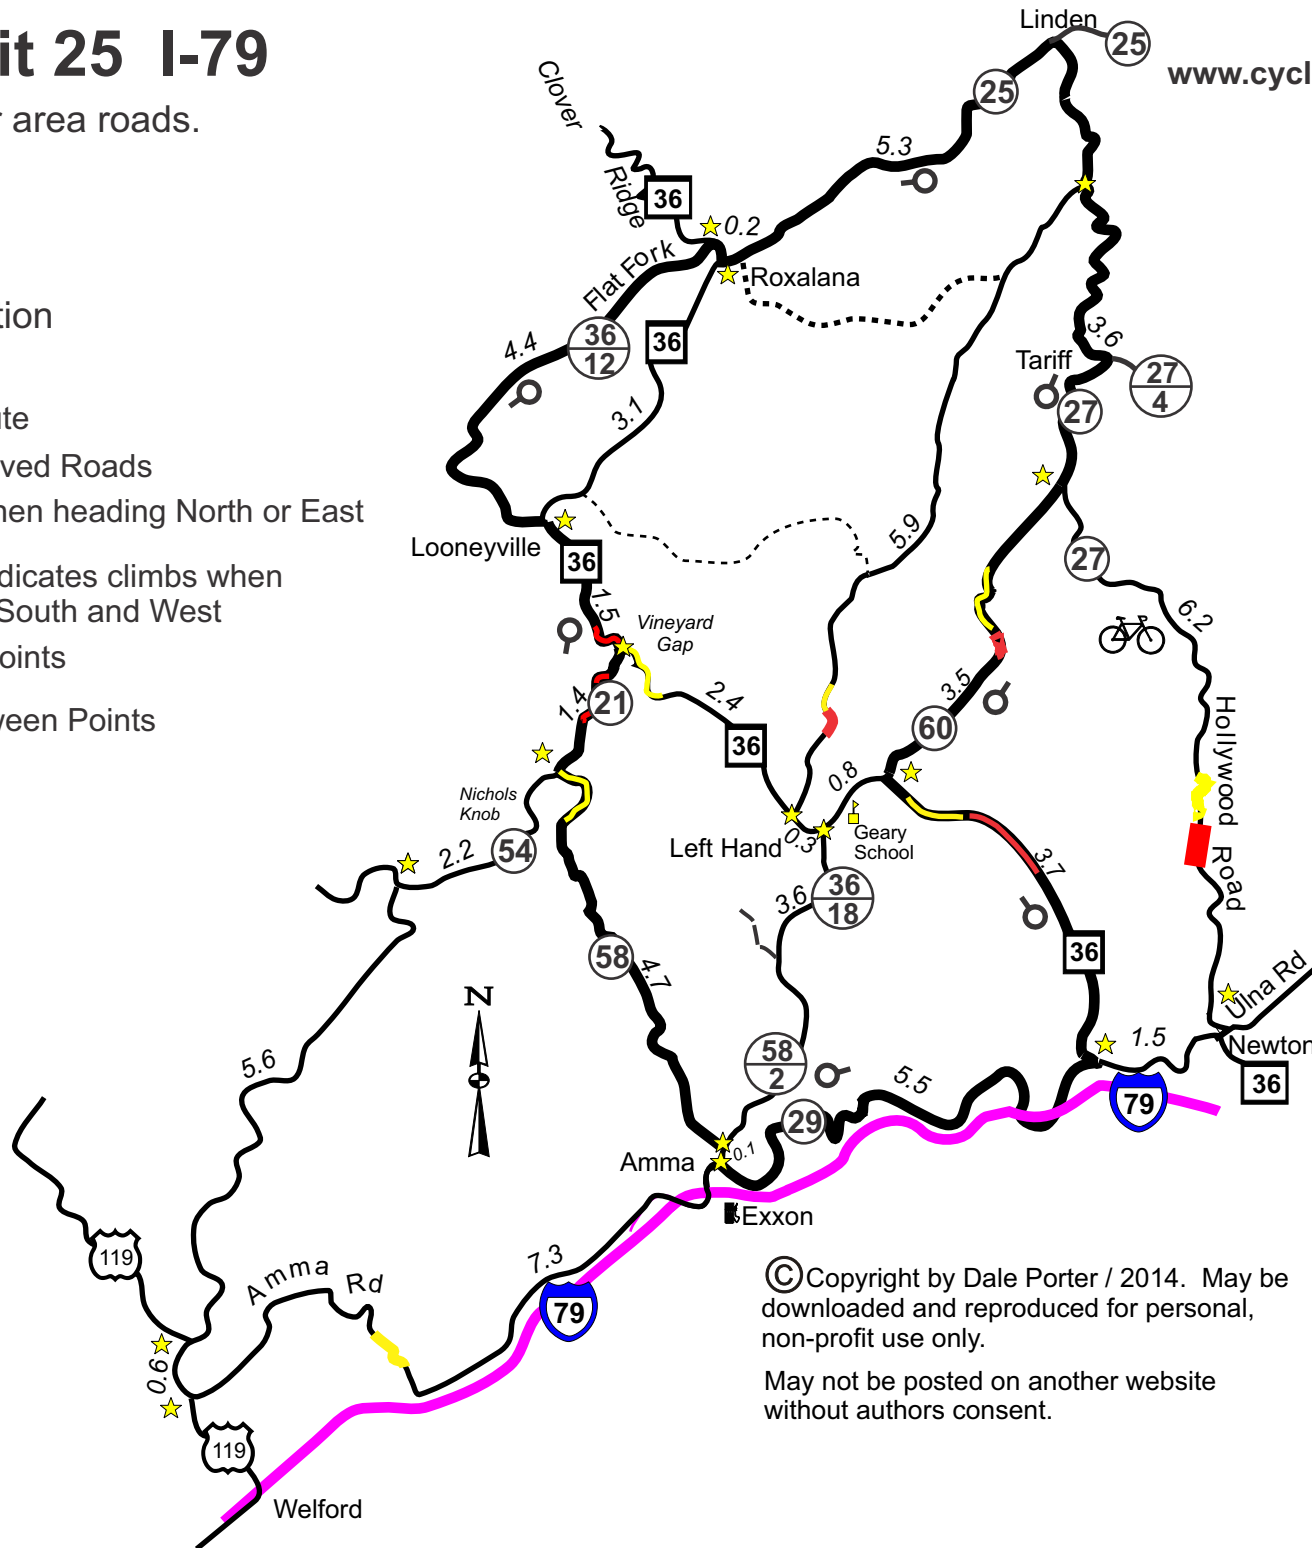 it 25 I-79
r area roads.
tion
ute
ved Roads
hen heading North or East
dicates climbs when
South and West
oints
ween Points
Linden
25
www.cycl
25
5.3
Clover
Ridge
36
0.2
Flat Fork
Roxalana
36
12
36
4.4
3.1
3.6
Tariff
27
4
27
Looneyville
36
1.5
5.9
27
6.2
Vineyard
Gap
2.4
1.4
21
36
3.5
60
Hollywood Road
Nichols
Knob
54
2.2
0.8
Left Hand
0.3
Geary
School
3.7
36
18
3.6
58
4.7
36
Ulna Rd
N
5.6
58
2
5.5
1.5
Newton
36
79
29
Amma
0.1
Exxon
119
Amma Rd
7.3
79
0.6
119
Welford
© Copyright by Dale Porter / 2014. May be
downloaded and reproduced for personal,
non-profit use only.
May not be posted on another website
without authors consent.